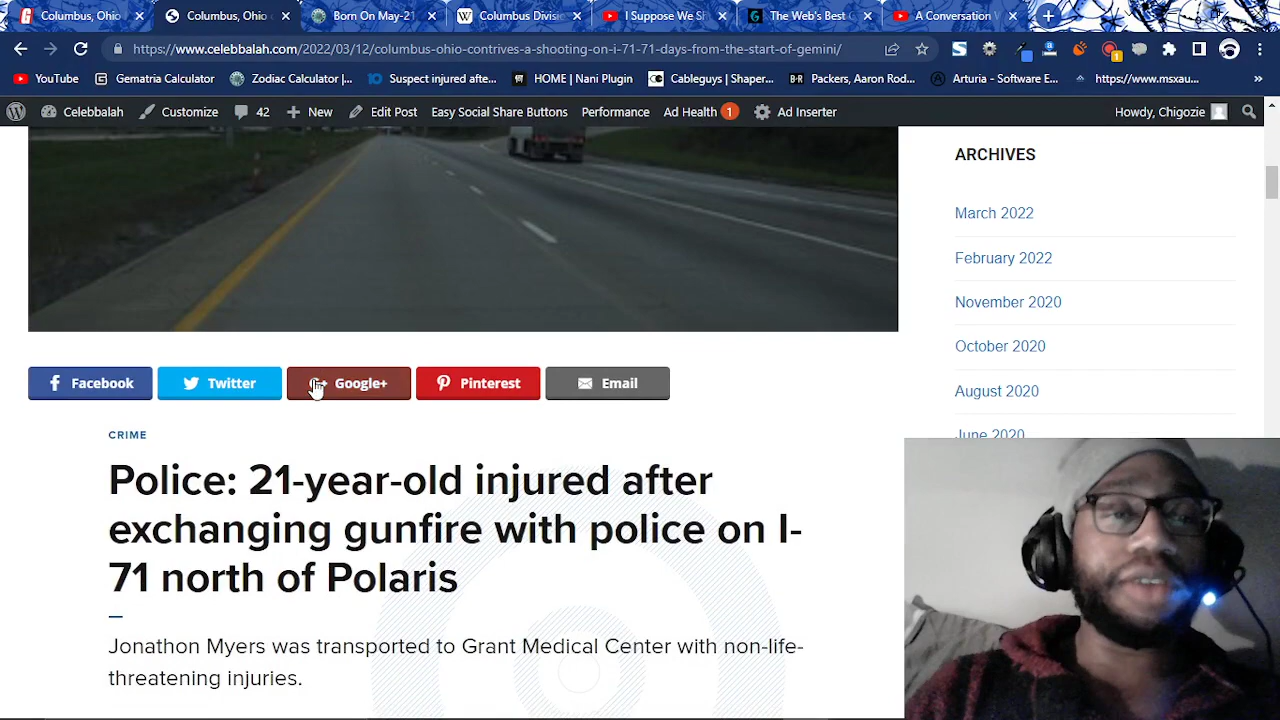 Columbus, Ohio
Columbus, Ohio
Born On May-21
Columbus Divisi
I Suppose We Sh
The Web's Best
A Conversation
https://www.celebbalah.com/2022/03/12/columbus-ohio-contrives-a-shooting-on-i-71-71-days-from-the-start-of-gemini/
YouTube
Gematria Calculator
Zodiac Calculator |...
Suspect injured afte...
HOME | Nani Plugin
Cableguys | Shaper...
Packers, Aaron Rod...
Arturia - Software E...
https://www.msxau...
»
Celebbalah
Customize
42
New
Edit Post
Easy Social Share Buttons
Performance
Ad Health 1
Ad Inserter
Howdy, Chigozie
ARCHIVES
March 2022
February 2022
November 2020
October 2020
August 2020
June 2020
Facebook
Twitter
Google+
Pinterest
Email
CRIME
Police: 21-year-old injured after
exchanging gunfire with police on I-
71 north of Polaris
Jonathon Myers was transported to Grant Medical Center with non-life-
threatening injuries.